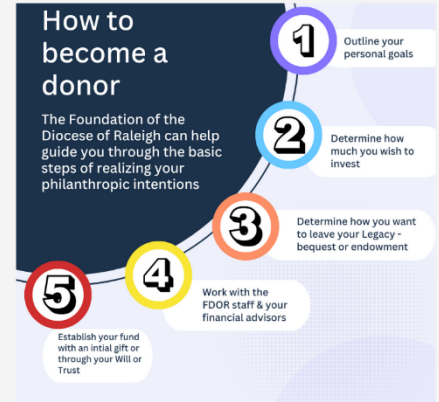 How to
become a
donor
The Foundation of the
Diocese of Raleigh can help
guide you through the basic
steps of realizing your
philanthropic intentions
1
Outline your
personal goals
2
Determine how
much you wish to
invest
3
Determine how you want
to leave your Legacy -
bequest or endowment
4
Work with the
FDOR staff & your
financial advisors
5
Establish your fund
with an intial gift or
through your Will or
Trust